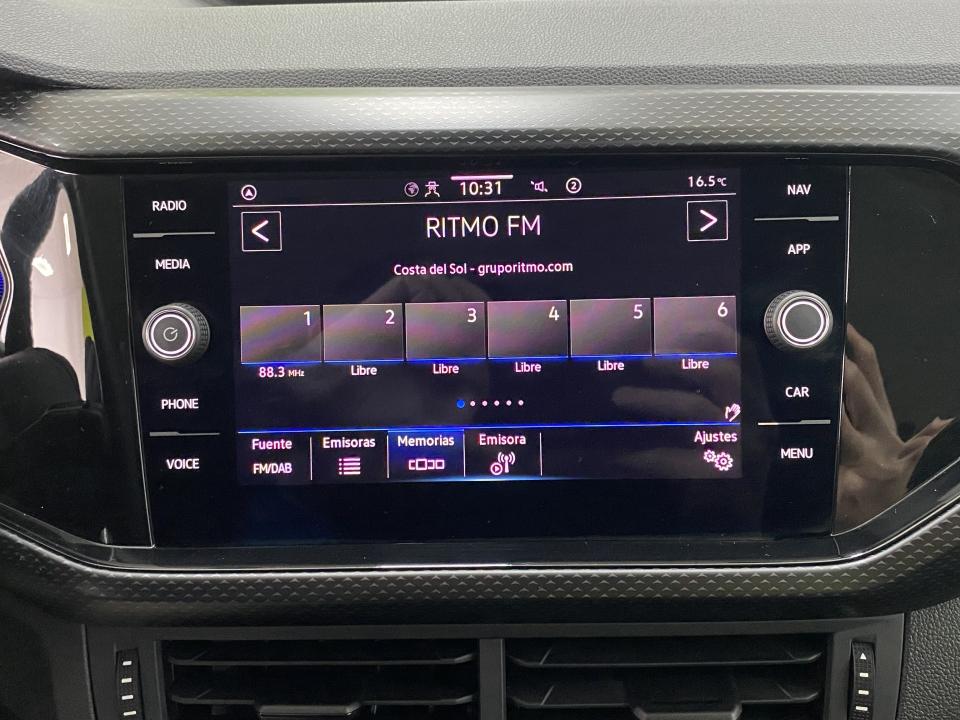 RADIO
MEDIA
PHONE
VOICE
10:31
2
16.5°C
<
RITMO FM
>
Costa del Sol - gruporitmo.com
1 2 3 4 5 6
88.3 MHz Libre Libre Libre Libre Libre
Fuente Emisoras Memorias Emisora Ajustes
FM/DAB
NAV
APP
CAR
MENU